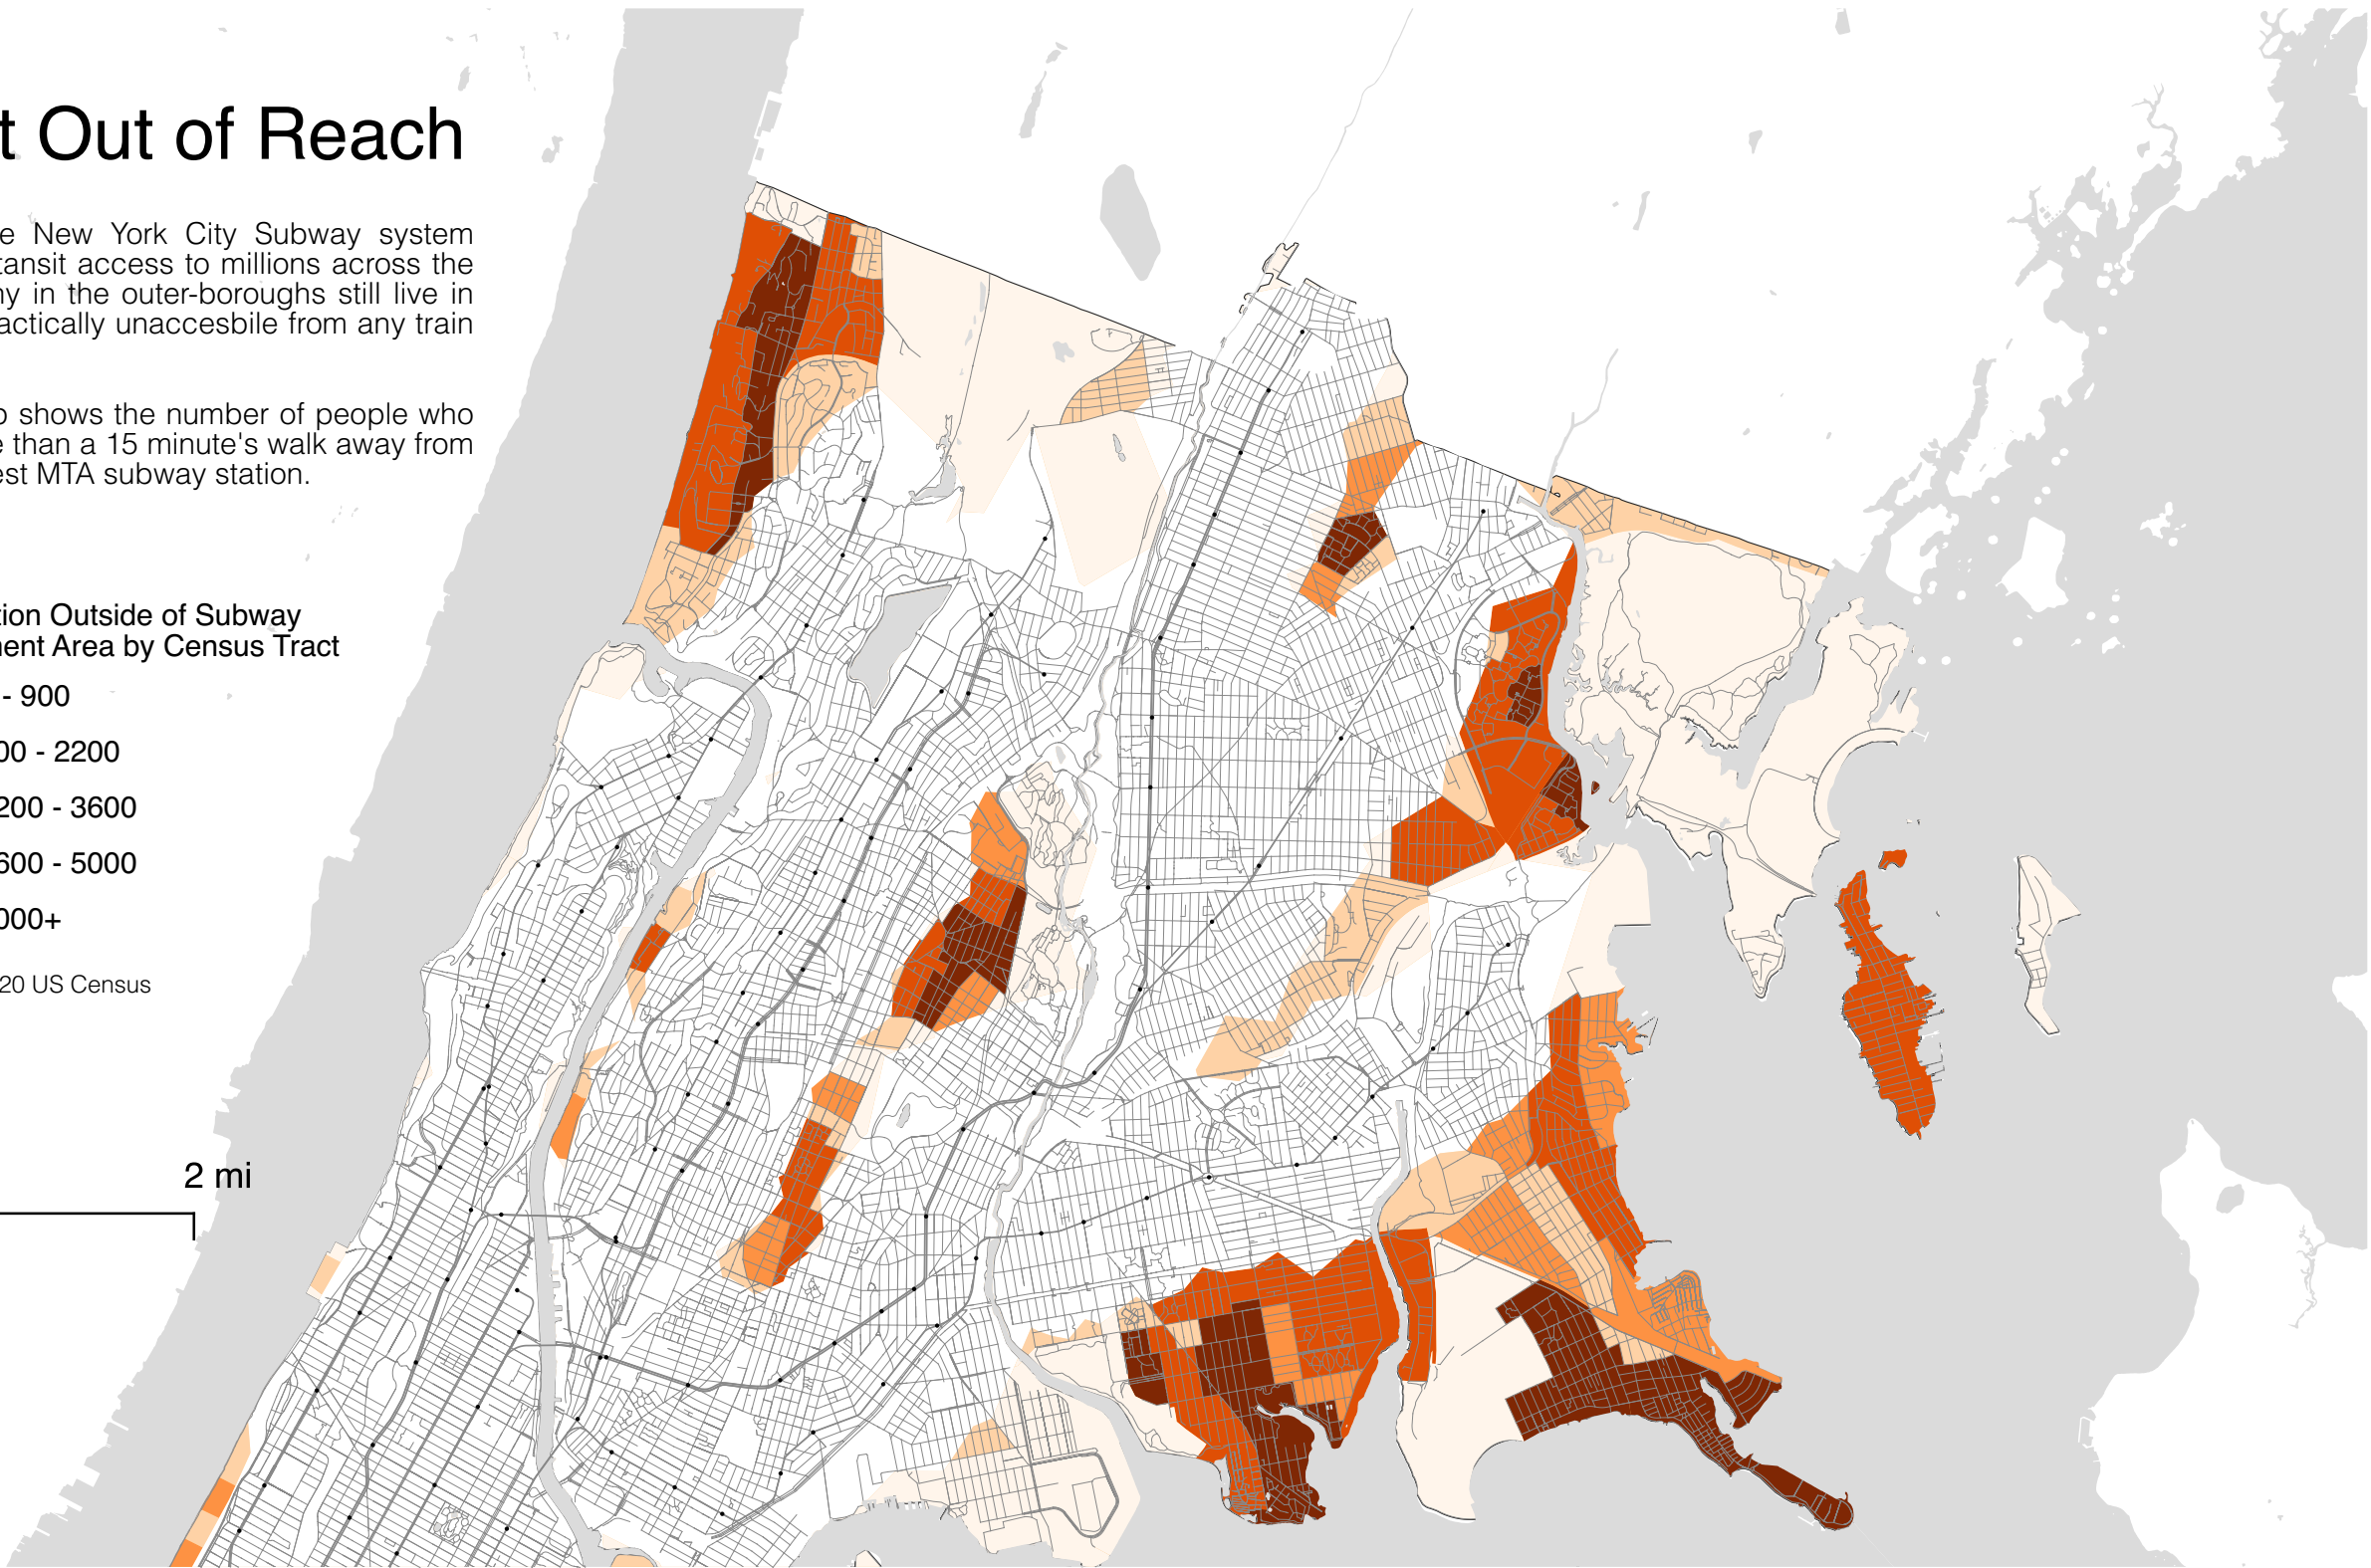 t Out of Reach
e New York City Subway system
ansit access to millions across the
y in the outer-boroughs still live in
actically unaccesbile from any train
shows the number of people who
than a 15 minute's walk away from
est MTA subway station.
tion Outside of Subway
ent Area by Census Tract
- 900
00 - 2200
200 - 3600
600 - 5000
000+
20 US Census
2 mi